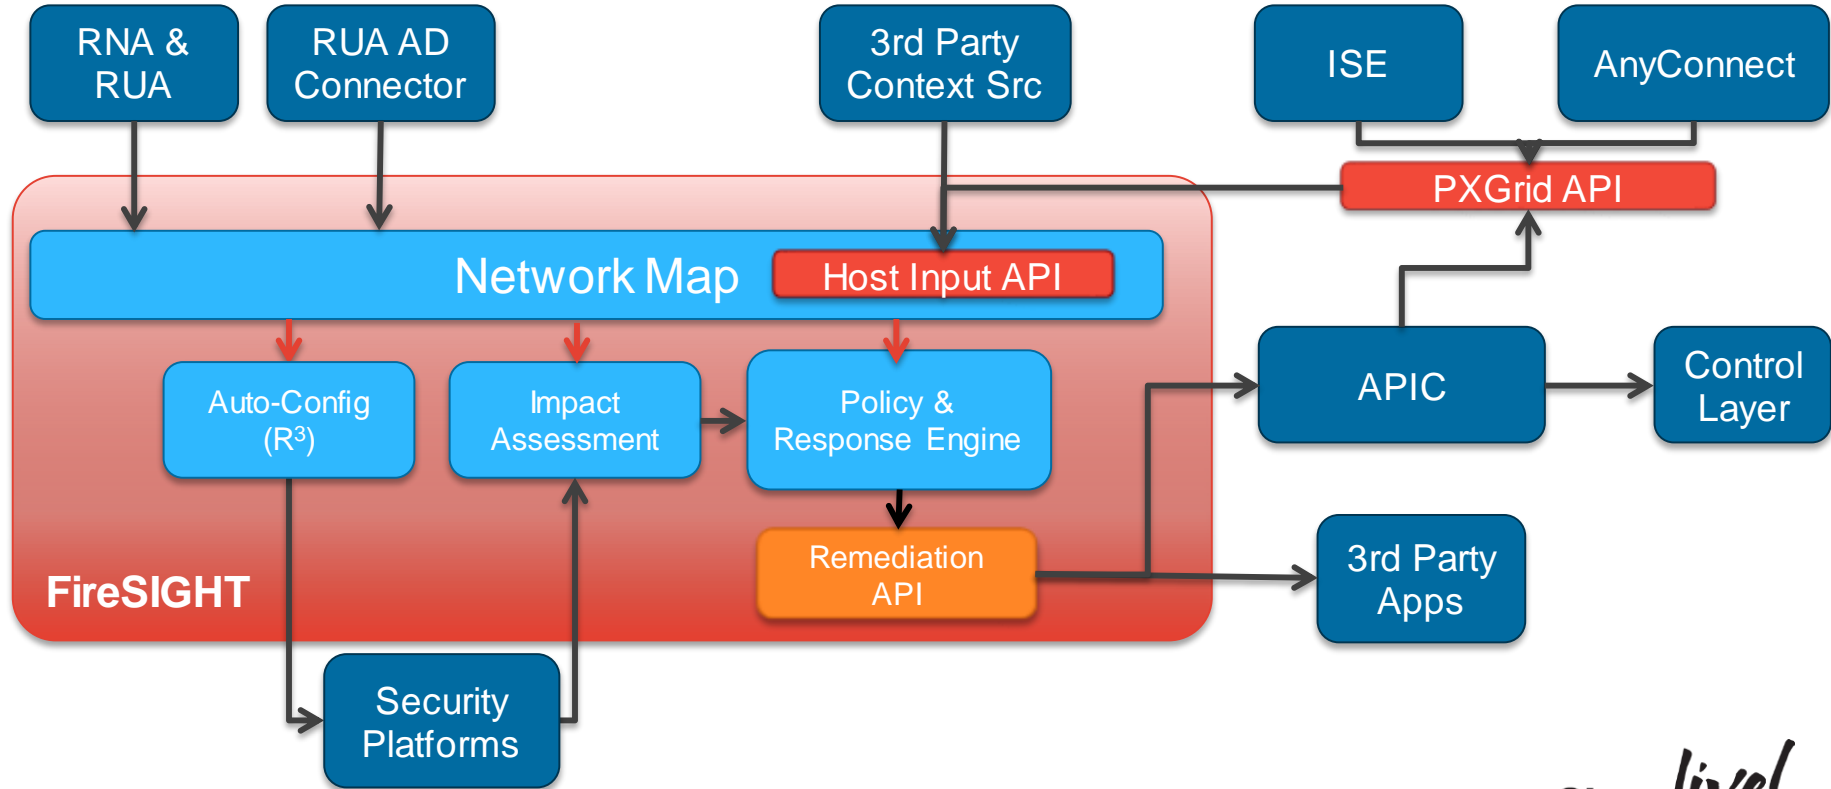 RNA &
RUA
RUA AD
Connector
3rd Party
Context Src
ISE
AnyConnect
PXGrid API
Network Map
Host Input API
Auto-Config
(R³)
Impact
Assessment
Policy &
Response Engine
APIC
Control
Layer
Remediation
API
3rd Party
Apps
FireSIGHT
Security
Platforms
live!